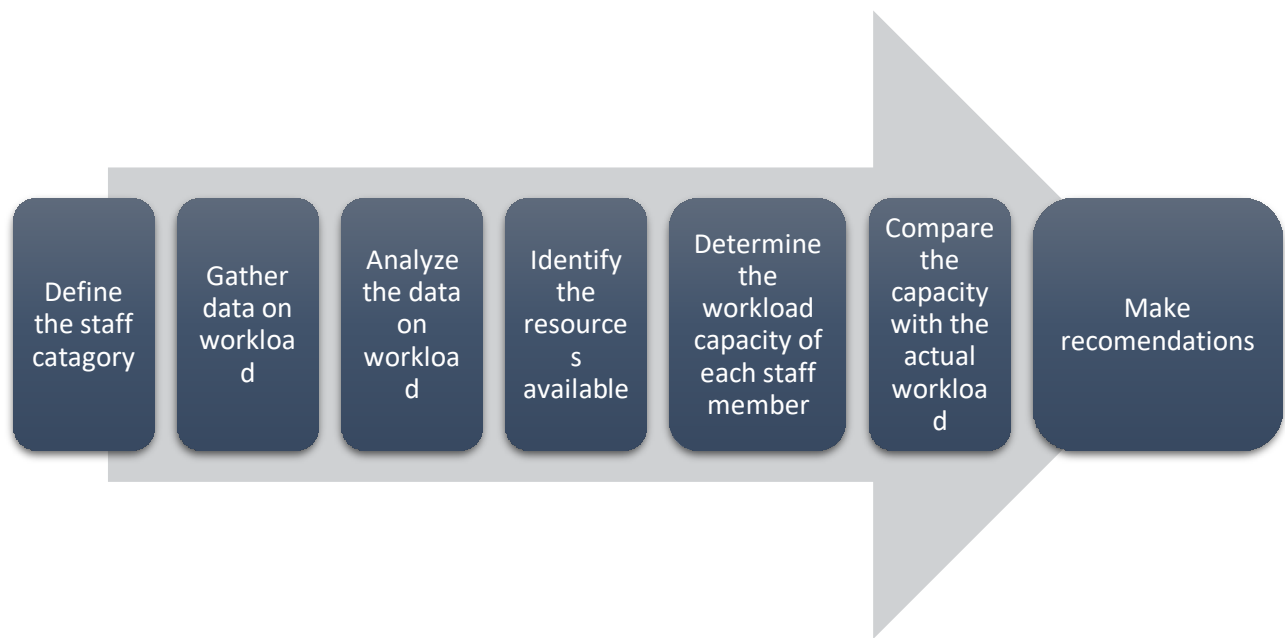 Define
the staff
catagory
Gather
data on
workloa
d
Analyze
the data
on
workloa
d
Identify
the
resource
s
available
Determine
the
workload
capacity of
each staff
member
Compare
the
capacity
with the
actual
workloa
d
Make
recomendations